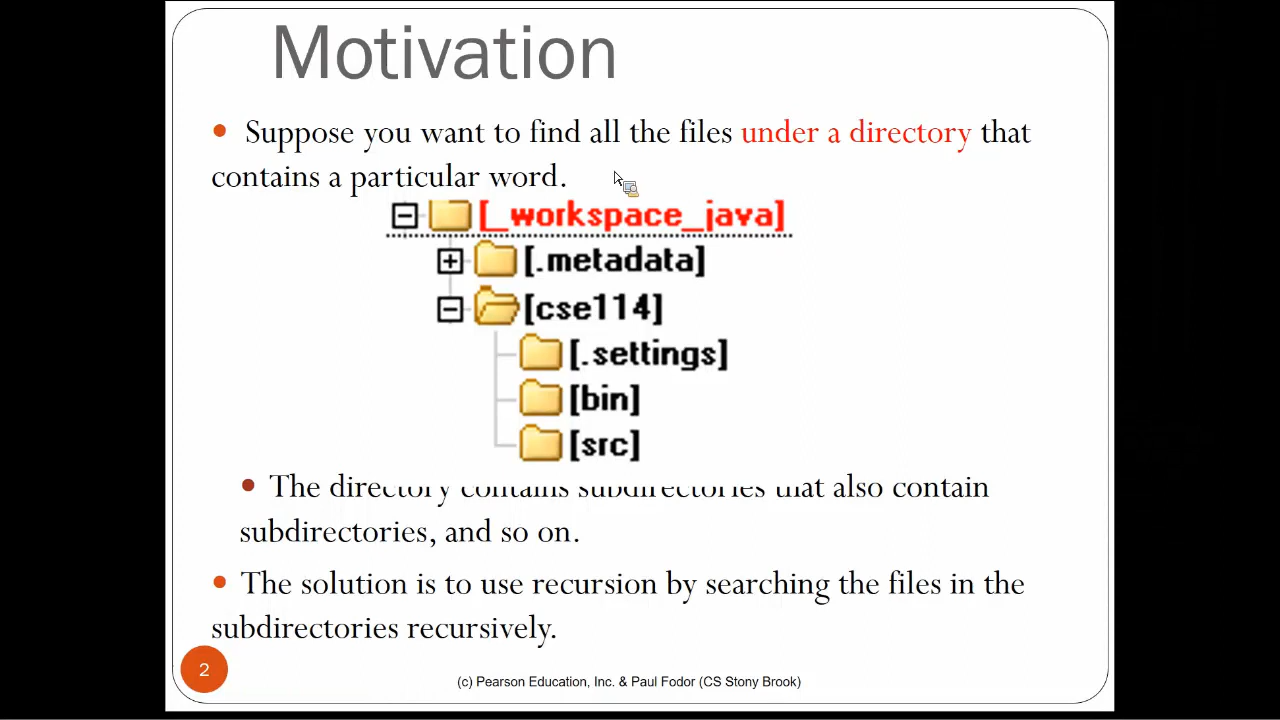 Motivation
Suppose you want to find all the files under a directory that
contains a particular word.
[_workspace_java]
[.metadata]
[cse114]
[.settings]
[bin]
[src]
The directory contains subdirectories that also contain
subdirectories, and so on.
The solution is to use recursion by searching the files in the
subdirectories recursively.
2
(c) Pearson Education, Inc. & Paul Fodor (CS Stony Brook)